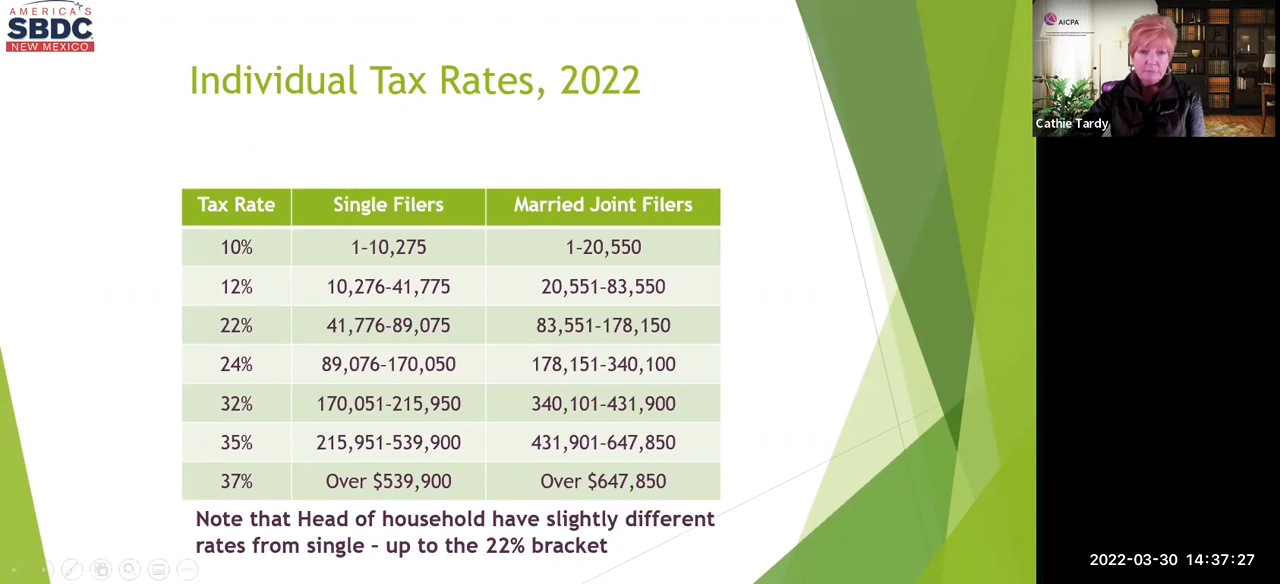 AMERICA'S
SBDC
NEW MEXICO
Individual Tax Rates, 2022
Tax Rate Single Filers Married Joint Filers
10% 1–10,275 1–20,550
12% 10,276–41,775 20,551–83,550
22% 41,776–89,075 83,551–178,150
24% 89,076–170,050 178,151–340,100
32% 170,051–215,950 340,101–431,900
35% 215,951–539,900 431,901–647,850
37% Over $539,900 Over $647,850
Note that Head of household have slightly different
rates from single – up to the 22% bracket
AICPA
Cathie Tardy
2022-03-30 14:37:27